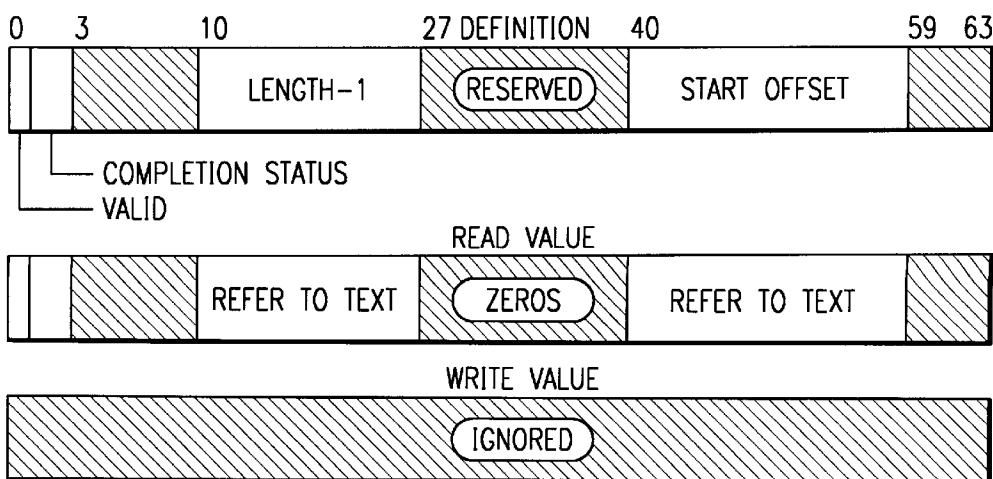 0 3 10 27 DEFINITION 40 59 63
LENGTH-1 RESERVED START OFFSET
COMPLETION STATUS
VALID
READ VALUE
REFER TO TEXT ZEROS REFER TO TEXT
WRITE VALUE
IGNORED